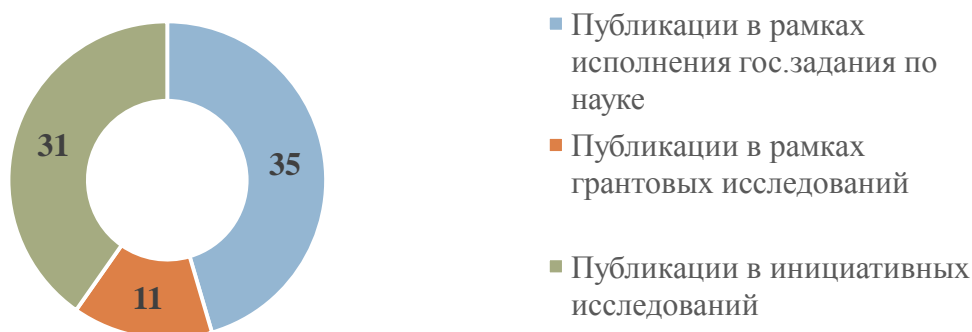 31
35
11
Публикации в рамках
исполнения гос.задания по
науке
Публикации в рамках
грантовых исследований
Публикации в инициативных
исследований